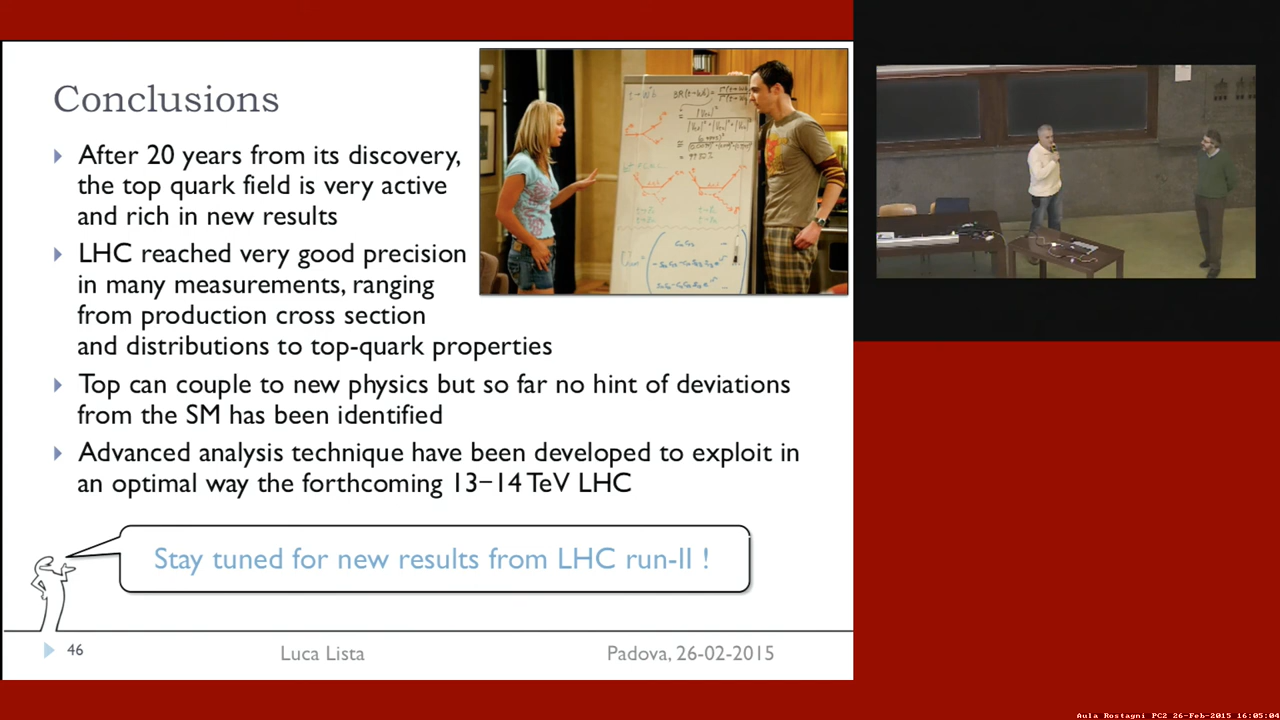 Conclusions
After 20 years from its discovery,
the top quark field is very active
and rich in new results
LHC reached very good precision
in many measurements, ranging
from production cross section
and distributions to top-quark properties
Top can couple to new physics but so far no hint of deviations
from the SM has been identified
Advanced analysis technique have been developed to exploit in
an optimal way the forthcoming 13−14 TeV LHC
Stay tuned for new results from LHC run-II !
46
Luca Lista
Padova, 26-02-2015
Aula Rostagni PC2 26-Feb-2015 16:05:04